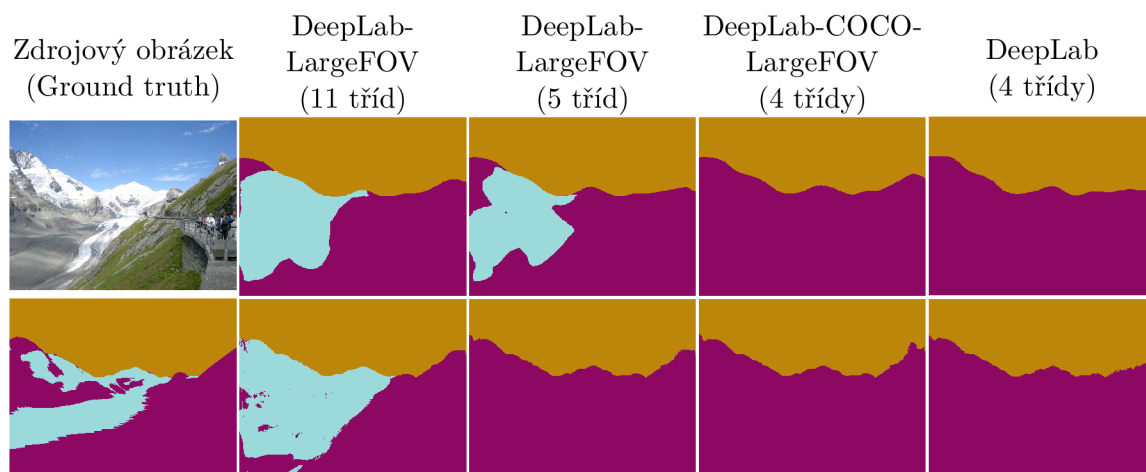 Zdrojový obrázek
(Ground truth)
DeepLab-
LargeFOV
(11 tříd)
DeepLab-
LargeFOV
(5 tříd)
DeepLab-COCO-
LargeFOV
(4 třídy)
DeepLab
(4 třídy)